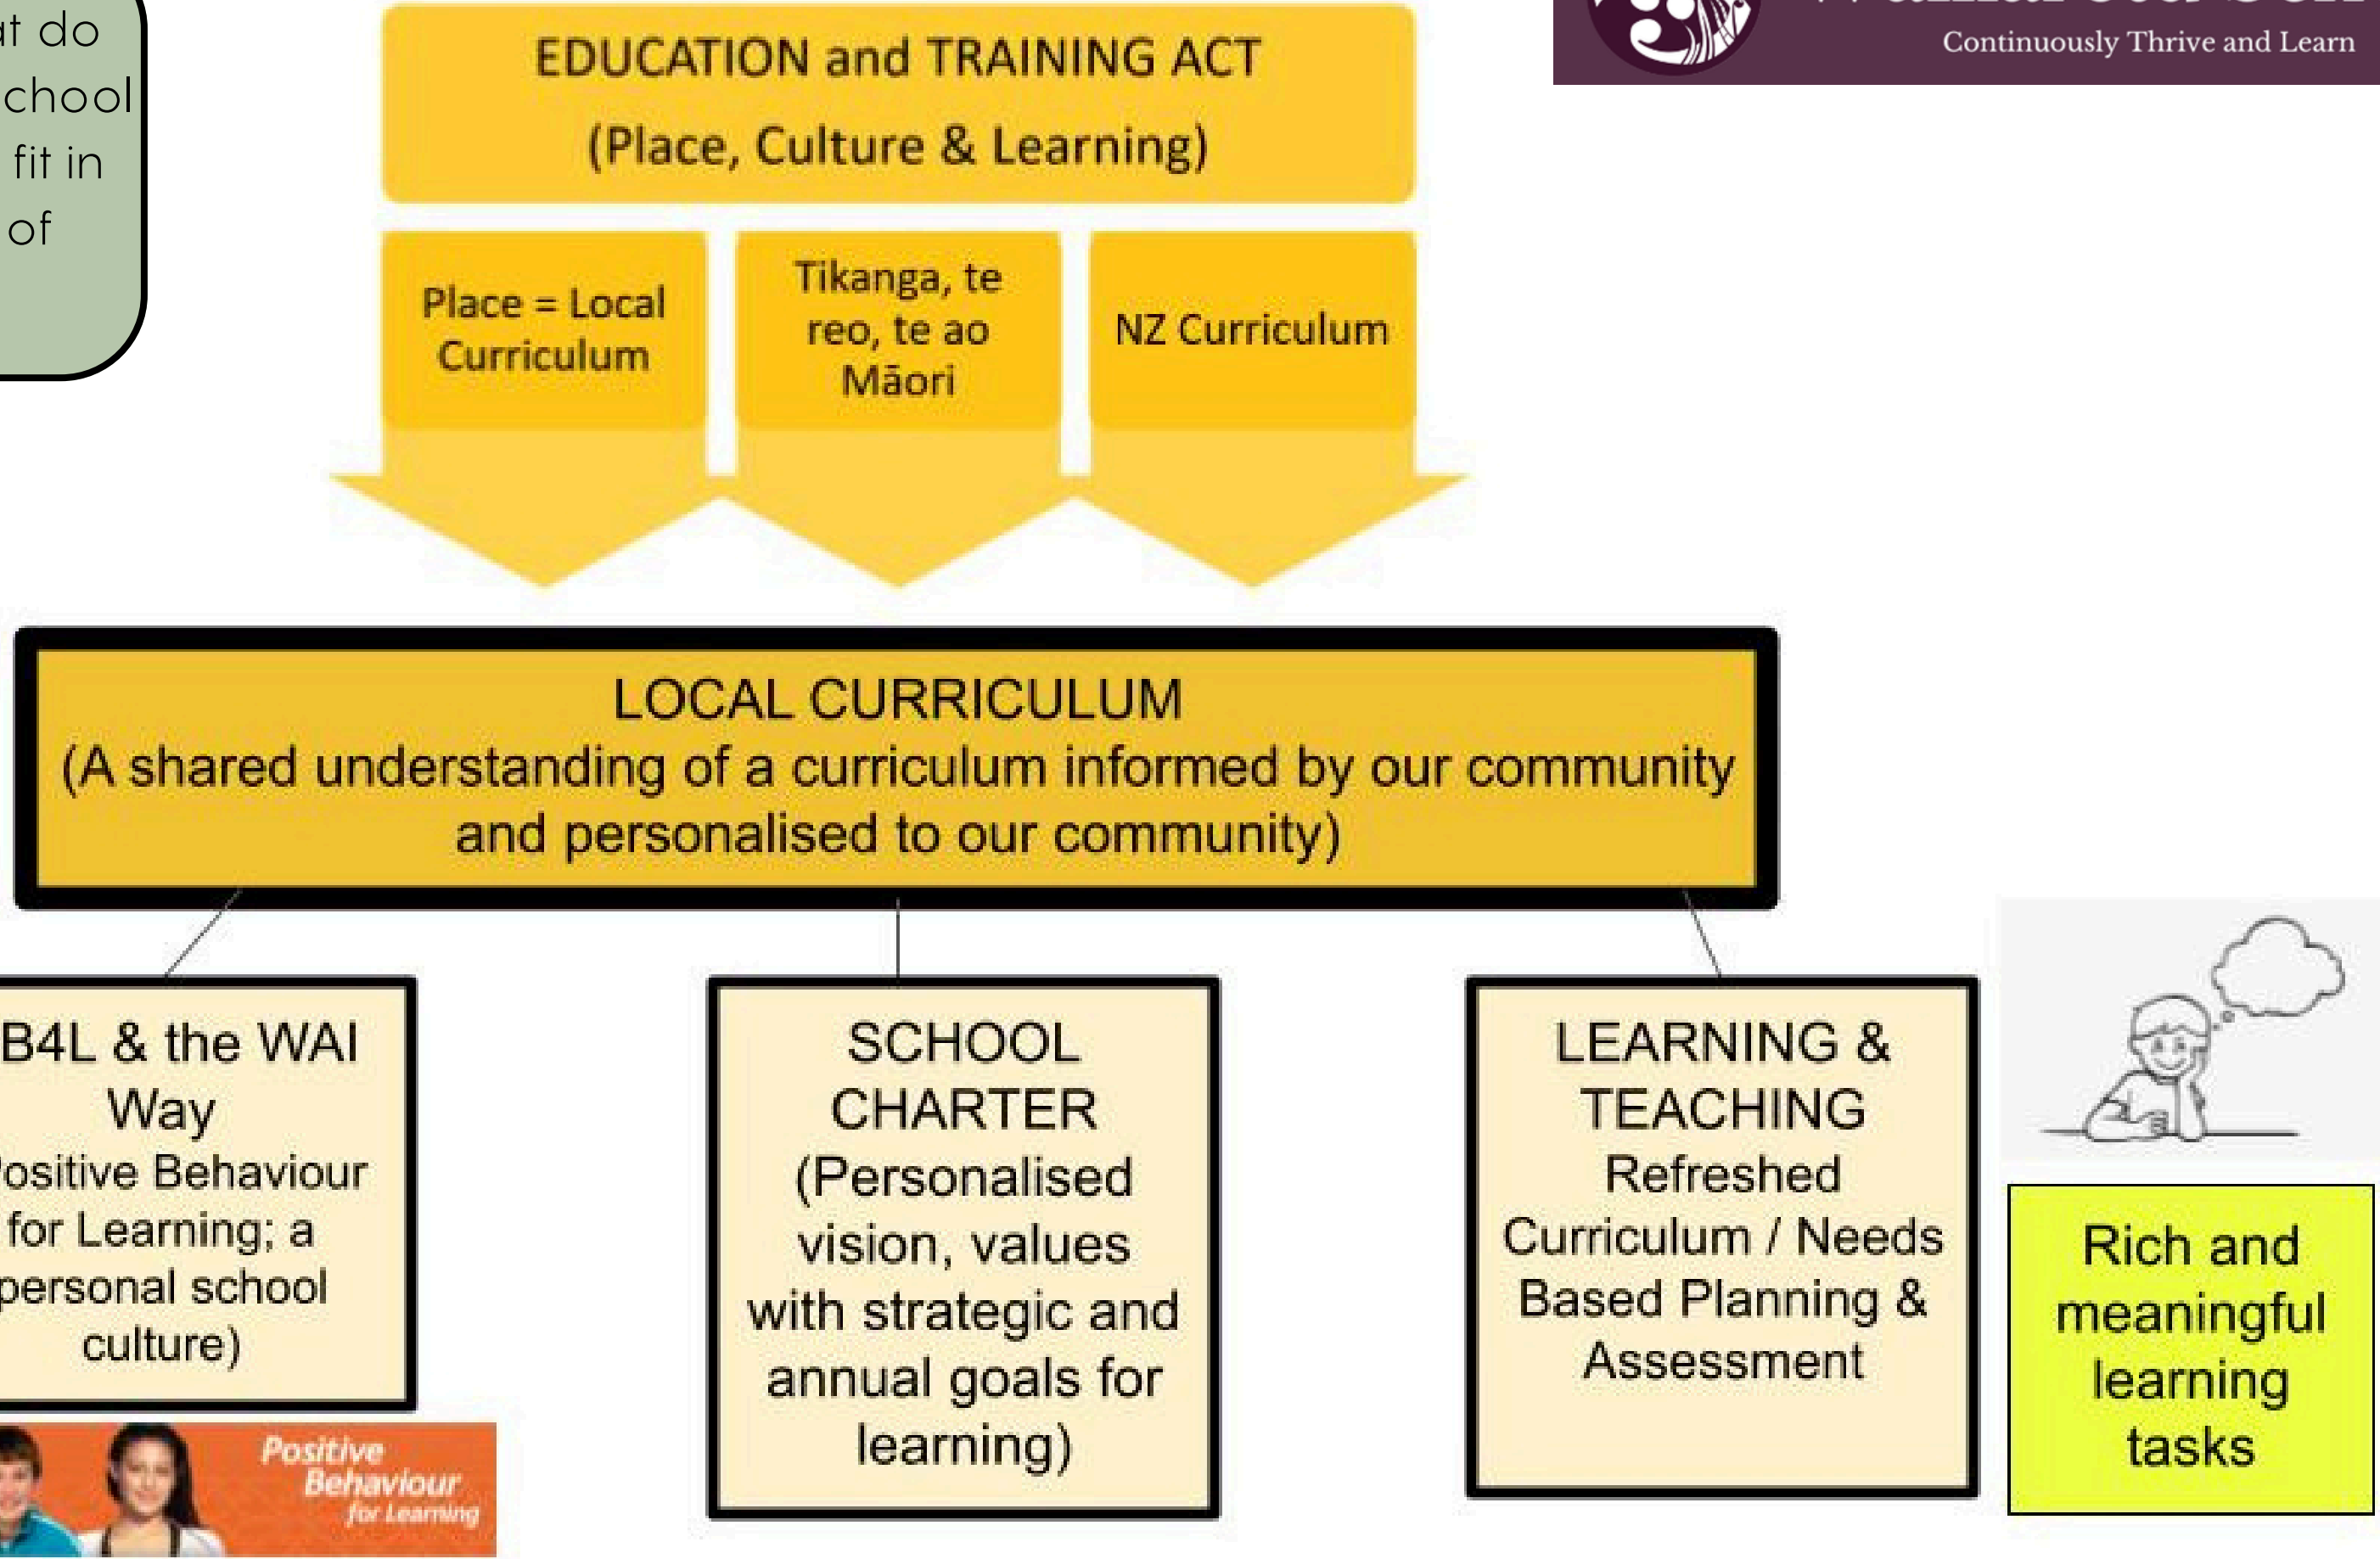 do
school
fit in
of
Continuously Thrive and Learn
EDUCATION and TRAINING ACT
(Place, Culture & Learning)
Place = Local
Curriculum
Tikanga, te
reo, te ao
Māori
NZ Curriculum
LOCAL CURRICULUM
(A shared understanding of a curriculum informed by our community
and personalised to our community)
B4L & the WAI
Way
Positive Behaviour
for Learning; a
personal school
culture)
SCHOOL
CHARTER
(Personalised
vision, values
with strategic and
annual goals for
learning)
LEARNING &
TEACHING
Refreshed
Curriculum / Needs
Based Planning &
Assessment
Rich and
meaningful
learning
tasks
Positive
Behaviour
for Learning